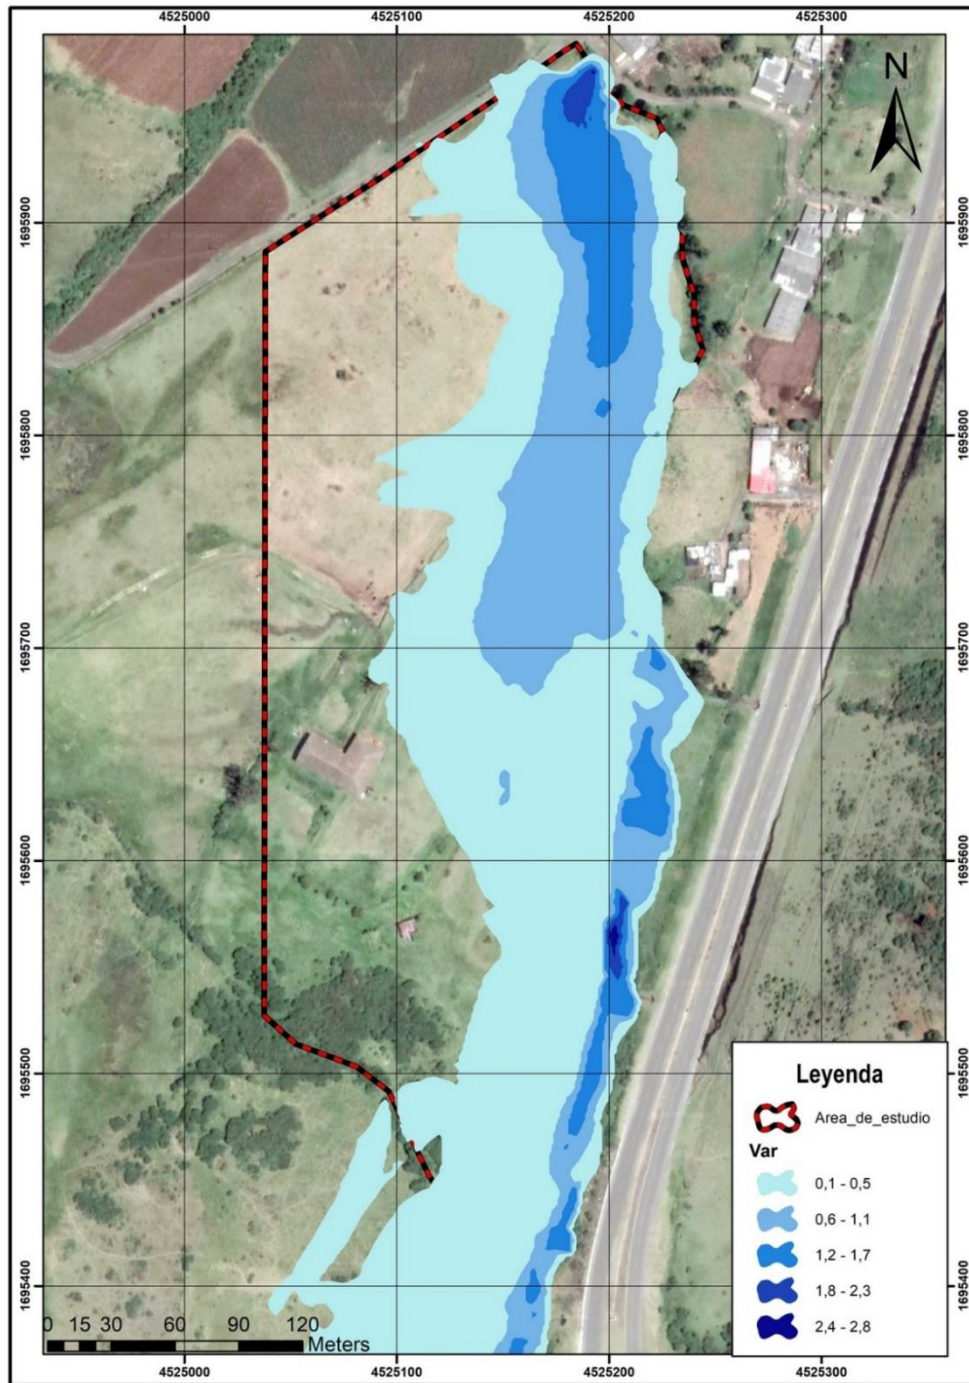 4525000 4525100 4525200 4525300
N
1695900 1695900
1695800 1695800
1695700 1695700
1695600 1695600
1695500 1695500
Leyenda
Area_de_estudio
Var
0,1 - 0,5
0,6 - 1,1
1,2 - 1,7
1,8 - 2,3
2,4 - 2,8
1695400 1695400
0 15 30 60 90 120
Meters
4525000 4525100 4525200 4525300